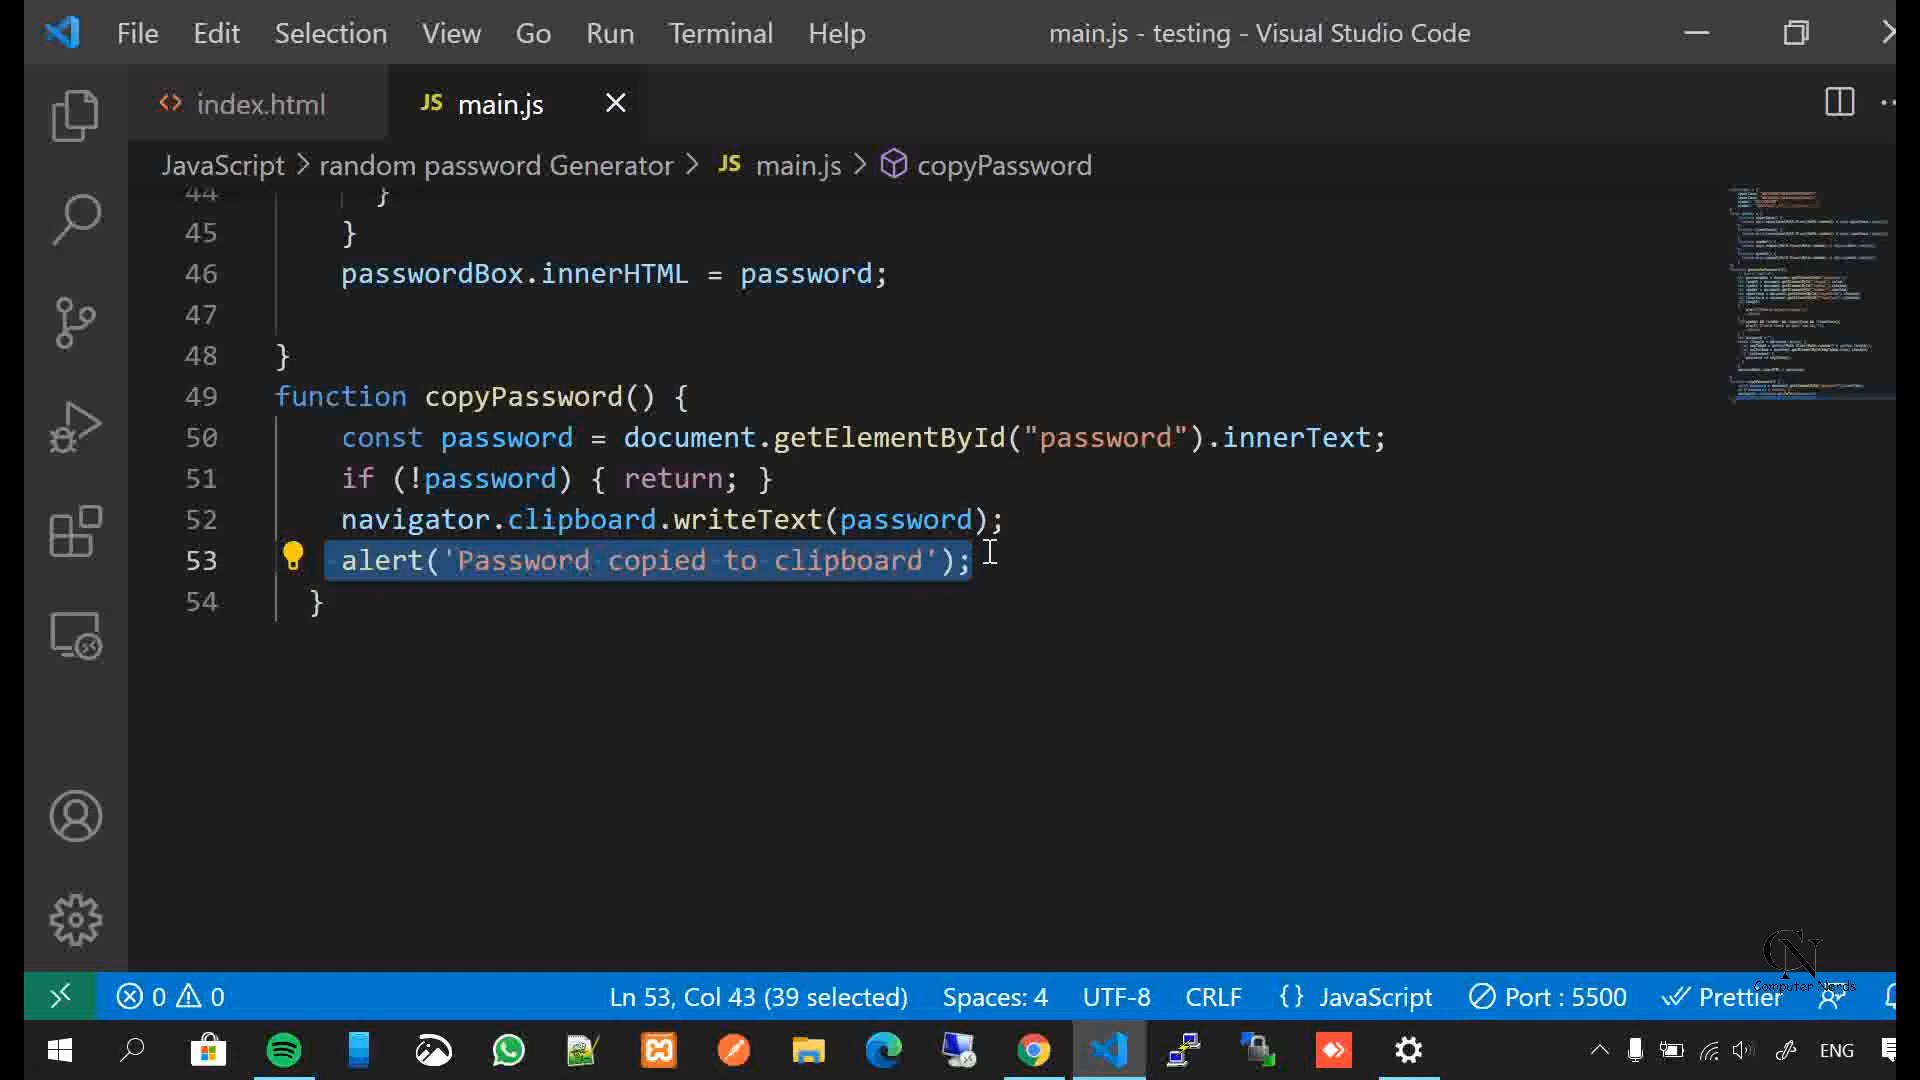 File Edit Selection View Go Run Terminal Help main.js - testing - Visual Studio Code
index.html JS main.js
JavaScript > random password Generator > JS main.js > copyPassword
44 }
45 }
46 passwordBox.innerHTML = password;
47
48 }
49 function copyPassword() {
50 const password = document.getElementById("password").innerText;
51 if (!password) { return; }
52 navigator.clipboard.writeText(password);
53 alert('Password copied to clipboard');
54 }
CN
Computer Nerds
0 0 Ln 53, Col 43 (39 selected) Spaces: 4 UTF-8 CRLF {} JavaScript Port : 5500 Prettier
ENG